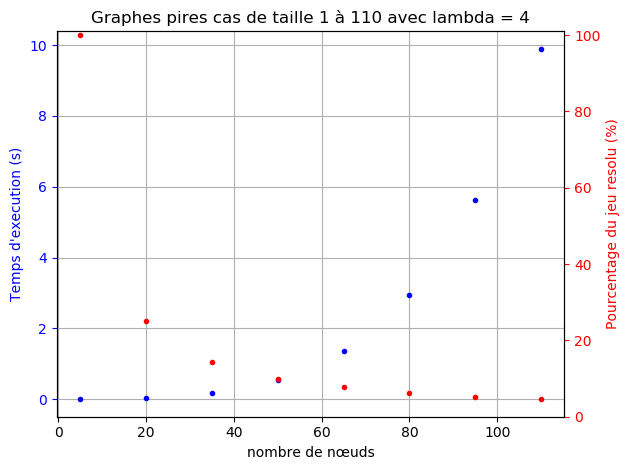 Graphes pires cas de taille 1 à 110 avec lambda = 4
10
8
6
4
2
0
Temps d'execution (s)
100
80
60
40
20
0
Pourcentage du jeu resolu (%)
0 20 40 60 80 100
nombre de nœuds